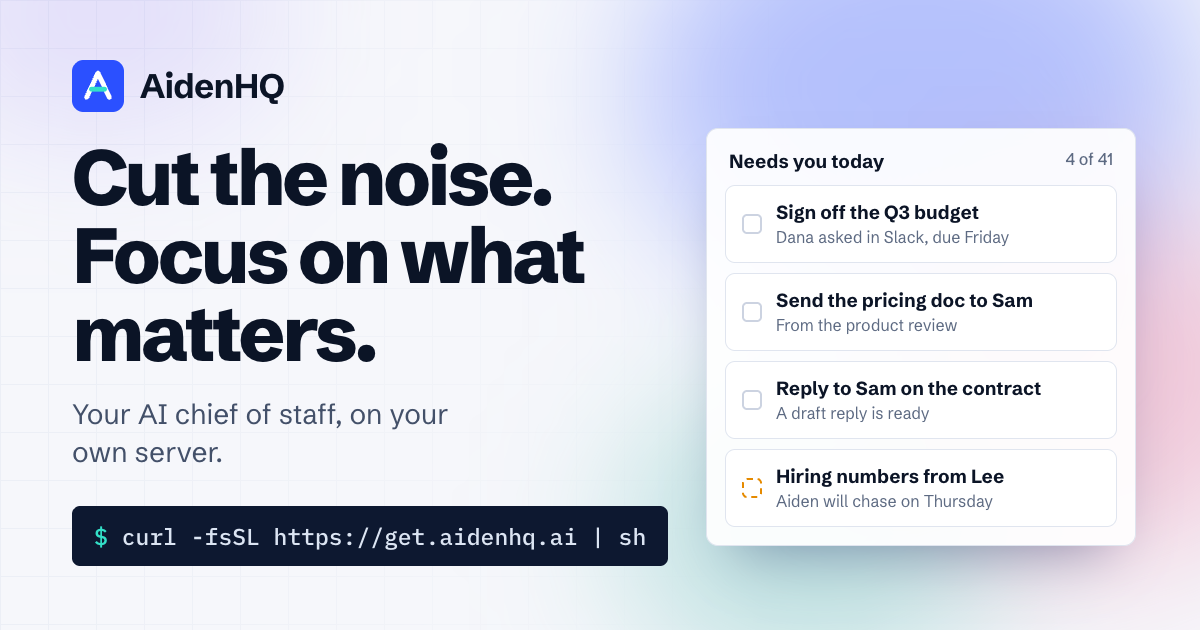 AidenHQ
Cut the noise.
Focus on what
matters.
Your AI chief of staff, on your
own server.
$ curl -fsSL https://get.aidenhq.ai | sh
Needs you today
4 of 41
Sign off the Q3 budget
Dana asked in Slack, due Friday
Send the pricing doc to Sam
From the product review
Reply to Sam on the contract
A draft reply is ready
Hiring numbers from Lee
Aiden will chase on Thursday